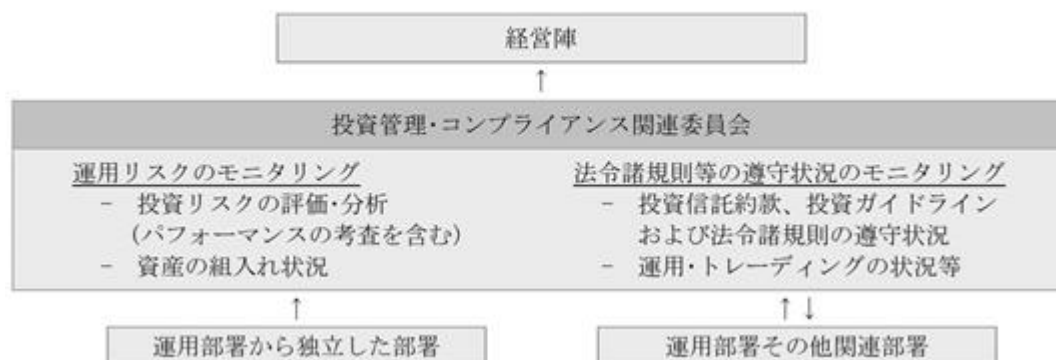 経営陣
↑
投資管理･コンプライアンス関連委員会
運用リスクのモニタリング
− 投資リスクの評価･分析
(パフォーマンスの考査を含む)
− 資産の組入れ状況
法令諸規則等の遵守状況のモニタリング
− 投資信託約款、投資ガイドライン
および法令諸規則の遵守状況
− 運用･トレーディングの状況等
↑
↑↓
運用部署から独立した部署
運用部署その他関連部署